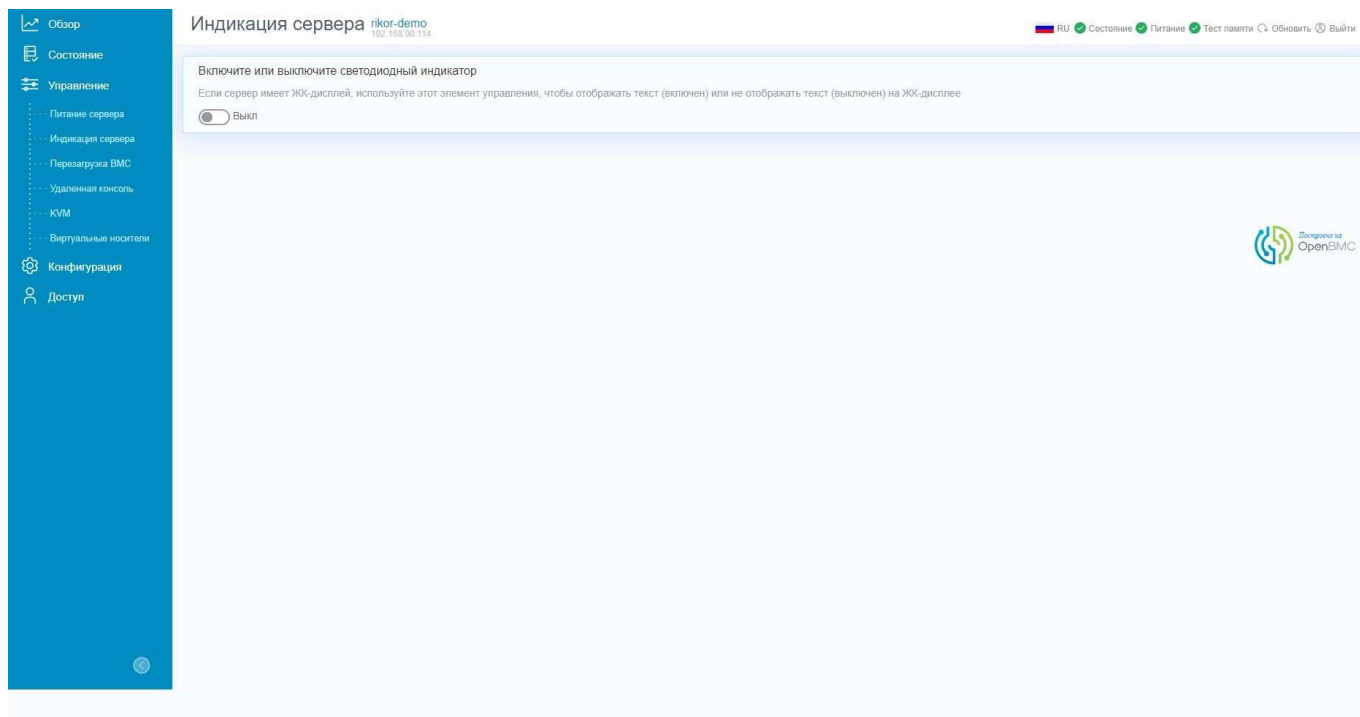 Обзор
Состояние
Управление
Питание сервера
Индикация сервера
Перезагрузка BMC
Удаленная консоль
KVM
Виртуальные носители
Конфигурация
Доступ
Индикация сервера rikor-demo
192.168.90.114
RU Состояние Питание Тест памяти Обновить Выйти
Включите или выключите светодиодный индикатор
Если сервер имеет ЖК-дисплей, используйте этот элемент управления, чтобы отображать текст (включен) или не отображать текст (выключен) на ЖК-дисплее
Выкл
Построено на
OpenBMC